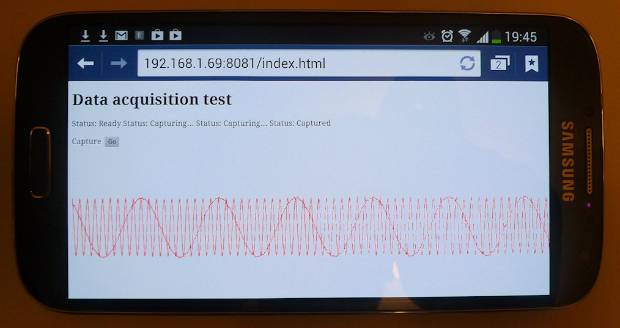 19:45
192.168.1.69:8081/index.html
2
Data acquisition test
Status: Ready Status: Capturing... Status: Capturing... Status: Captured
Capture Go
SAMSUNG